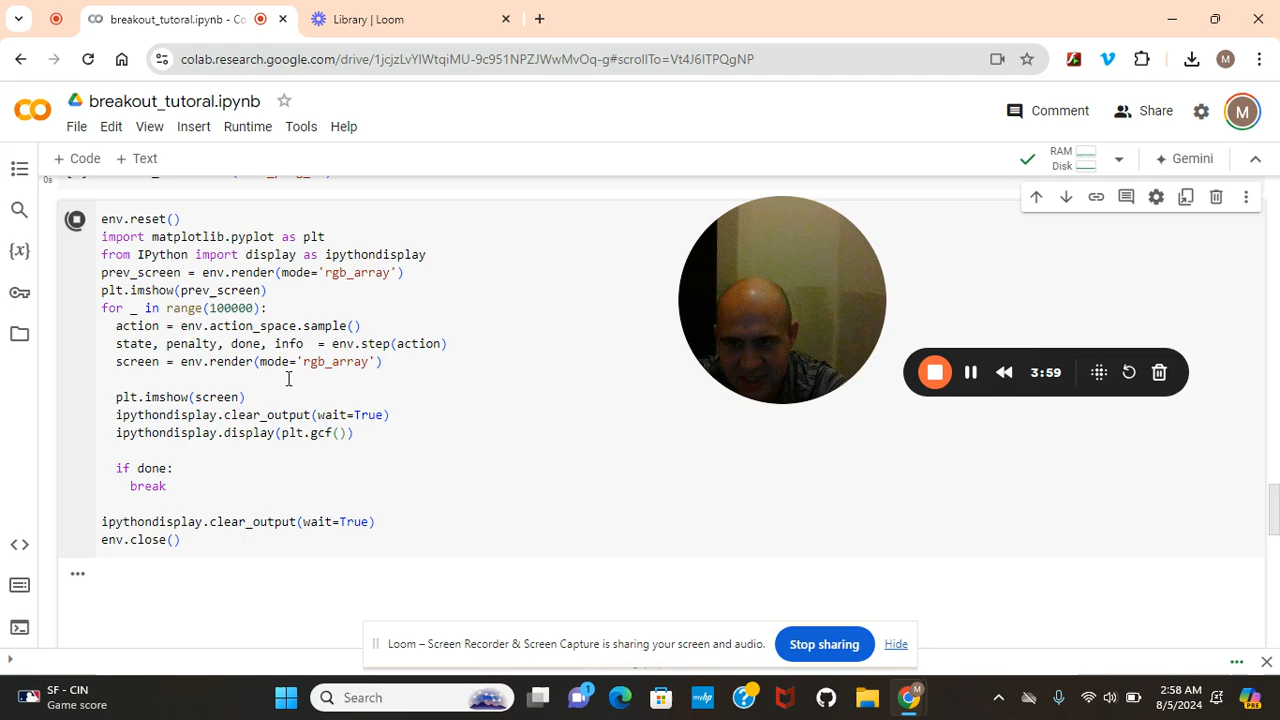 breakout_tutoral.ipynb - Co
Library | Loom
colab.research.google.com/drive/1jcjzLvYIWtqiMU-9c951NPZJWwMvOq-g#scrollTo=Vt4J6ITPQgNP
M
breakout_tutoral.ipynb
Comment
Share
M
File Edit View Insert Runtime Tools Help
+ Code + Text
RAM
Disk
Gemini
0s
env.reset()
import matplotlib.pyplot as plt
from IPython import display as ipythondisplay
prev_screen = env.render(mode='rgb_array')
plt.imshow(prev_screen)
for _ in range(100000):
action = env.action_space.sample()
state, penalty, done, info = env.step(action)
screen = env.render(mode='rgb_array')
plt.imshow(screen)
ipythondisplay.clear_output(wait=True)
ipythondisplay.display(plt.gcf())
if done:
break
ipythondisplay.clear_output(wait=True)
env.close()
3:59
Loom – Screen Recorder & Screen Capture is sharing your screen and audio.
Stop sharing
Hide
SF - CIN
Game score
Search
2:58 AM
8/5/2024